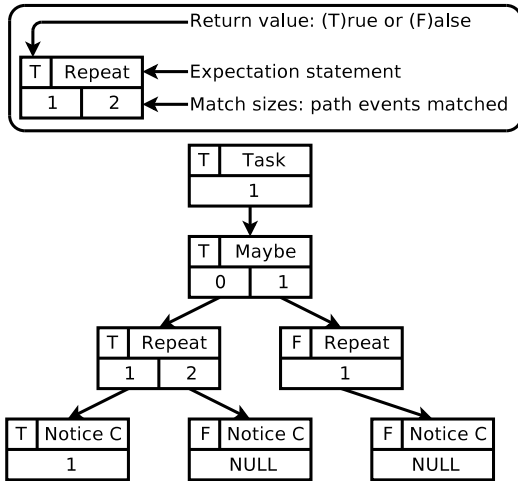 Return value: (T)rue or (F)alse
T Repeat
Expectation statement
1 2
Match sizes: path events matched
T Task
1
T Maybe
0 1
T Repeat
F Repeat
1 2
1
T Notice C
F Notice C
F Notice C
1
NULL
NULL